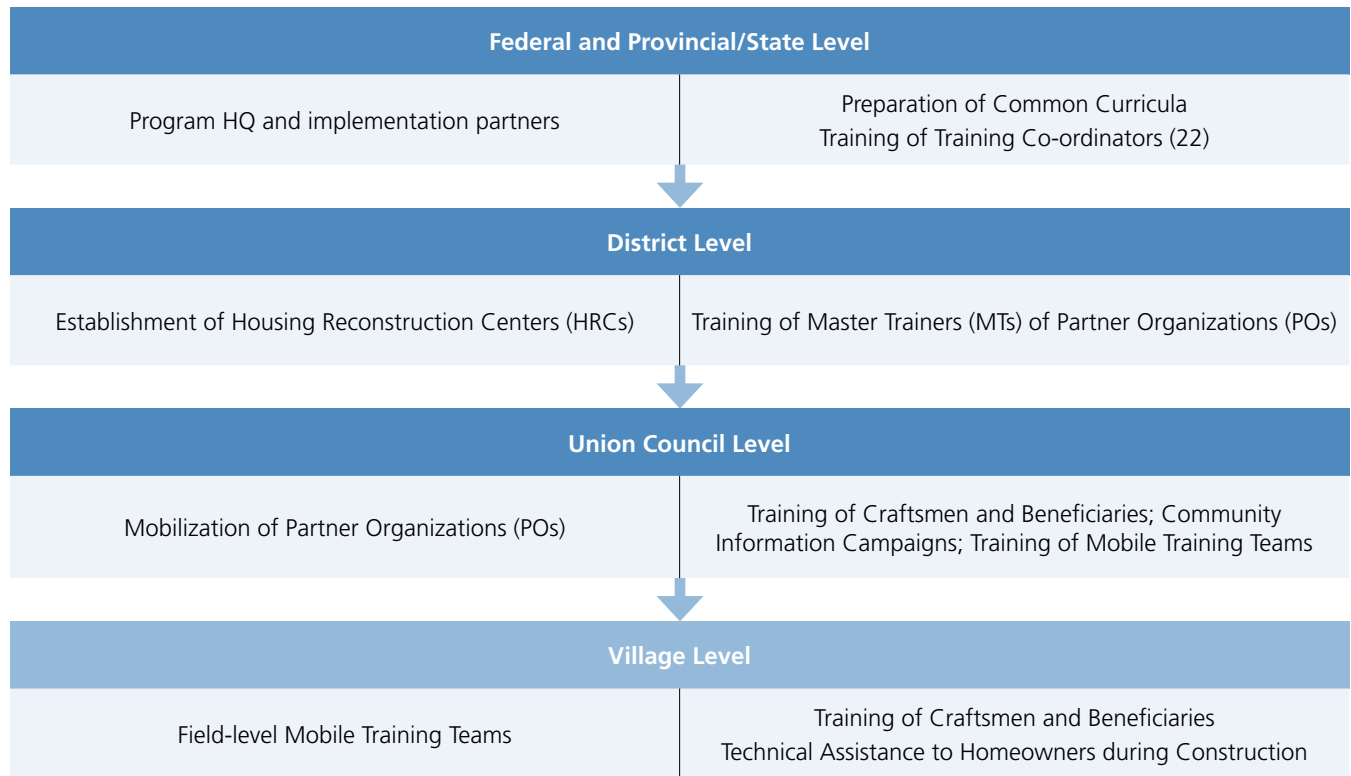 Federal and Provincial/State Level
Program HQ and implementation partners
Preparation of Common Curricula
Training of Training Co-ordinators (22)
District Level
Establishment of Housing Reconstruction Centers (HRCs)
Training of Master Trainers (MTs) of Partner Organizations (POs)
Union Council Level
Mobilization of Partner Organizations (POs)
Training of Craftsmen and Beneficiaries; Community
Information Campaigns; Training of Mobile Training Teams
Village Level
Field-level Mobile Training Teams
Training of Craftsmen and Beneficiaries
Technical Assistance to Homeowners during Construction